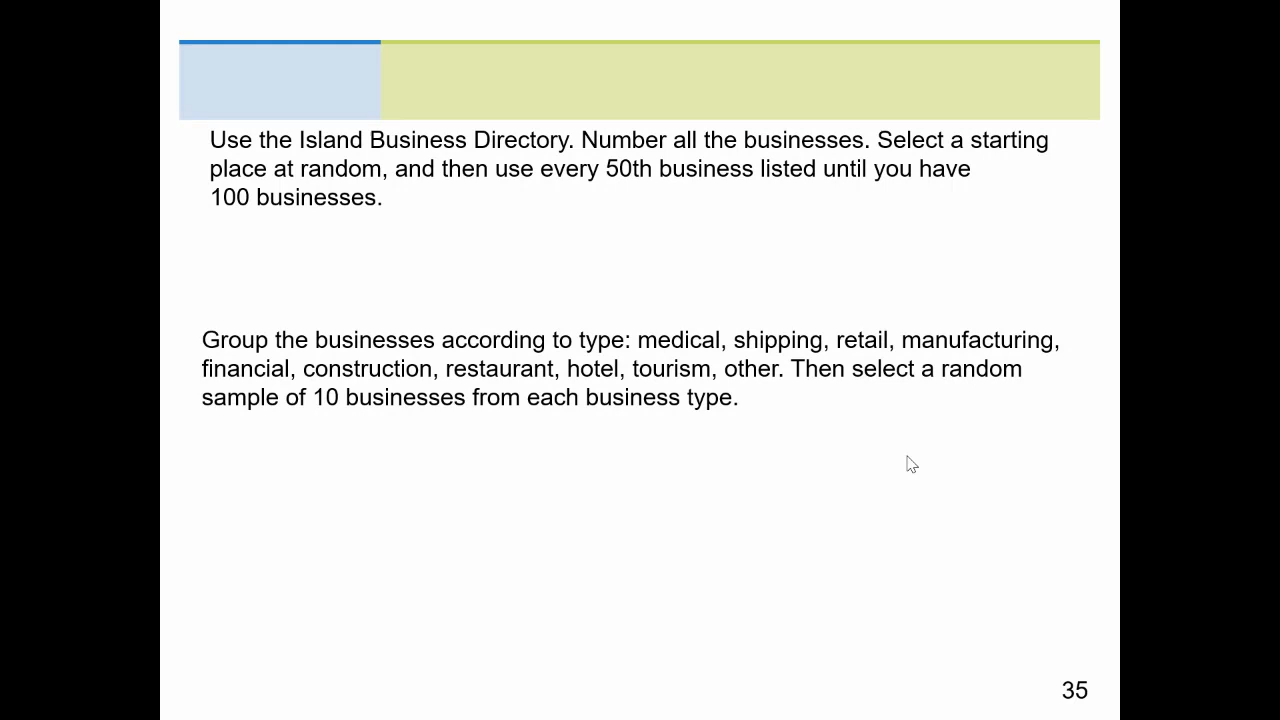 Use the Island Business Directory. Number all the businesses. Select a starting
place at random, and then use every 50th business listed until you have
100 businesses.
Group the businesses according to type: medical, shipping, retail, manufacturing,
financial, construction, restaurant, hotel, tourism, other. Then select a random
sample of 10 businesses from each business type.
35